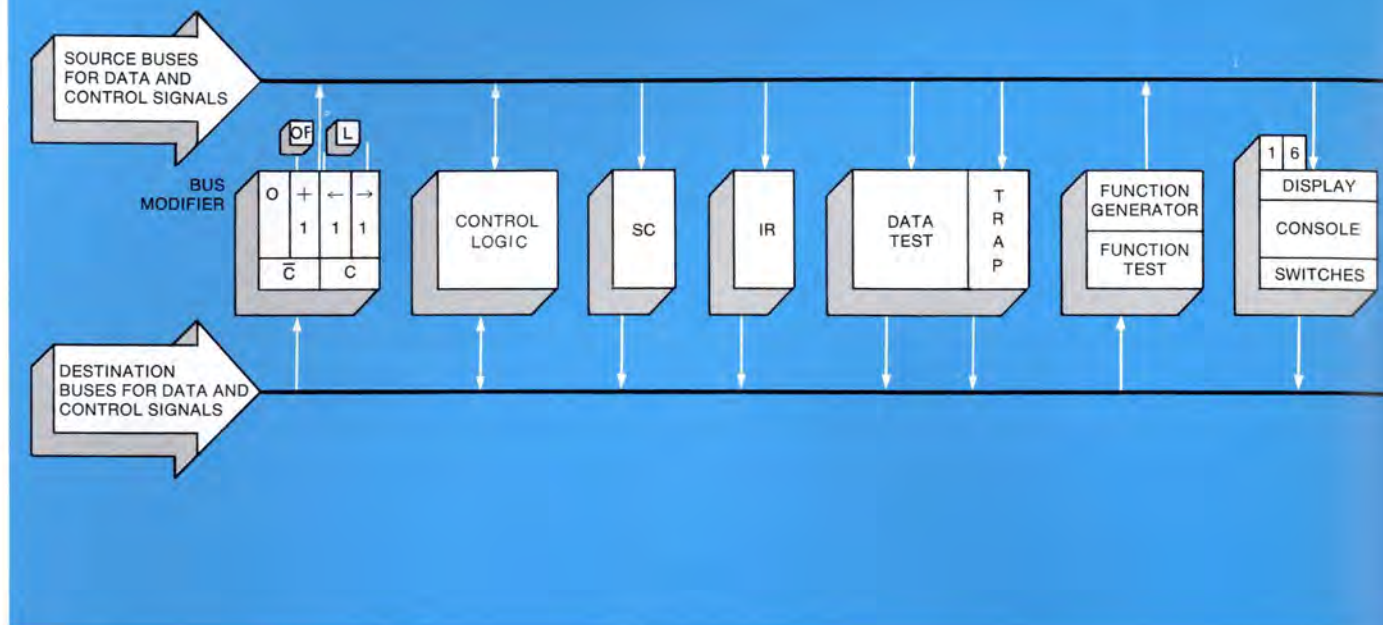 SOURCE BUSES
FOR DATA AND
CONTROL SIGNALS
OF L
BUS
MODIFIER
O + ← →
1 1 1
C̅ C
CONTROL
LOGIC
SC
IR
DATA
TEST
T
R
A
P
FUNCTION
GENERATOR
FUNCTION
TEST
1 6
DISPLAY
CONSOLE
SWITCHES
DESTINATION
BUSES FOR DATA AND
CONTROL SIGNALS